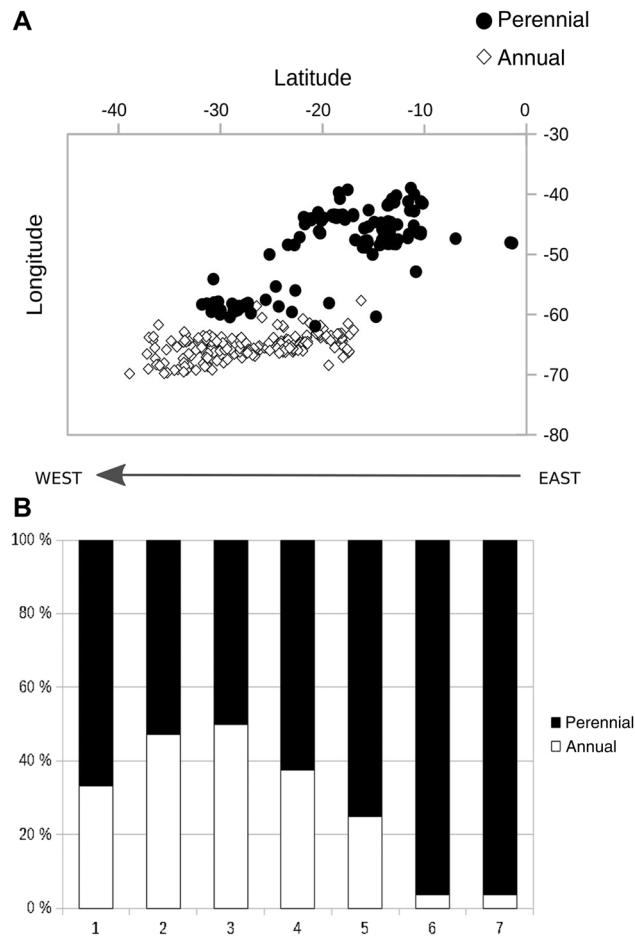 A
Perennial
Annual
Latitude
-40 -30 -20 -10 0
-30
-40
-50
-60
-70
-80
Longitude
WEST EAST
B
100 %
80 %
60 %
40 %
20 %
0 %
Perennial
Annual
1 2 3 4 5 6 7